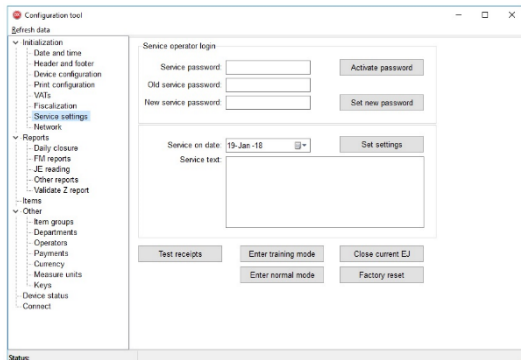 Configuration tool
Refresh data
Initialization
Date and time
Header and footer
Device configuration
Print configuration
VATs
Fiscalization
Service settings
Network
Reports
Daily closure
FM reports
JE reading
Other reports
Validate Z report
Items
Other
Item groups
Departments
Operators
Payments
Currency
Measure units
Keys
Device status
Connect
Service operator login
Service password:
Activate password
Old service password:
New service password:
Set new password
Service on date: 19-Jan -18
Set settings
Service text:
Test receipts
Enter training mode
Close current EJ
Enter normal mode
Factory reset
Status: